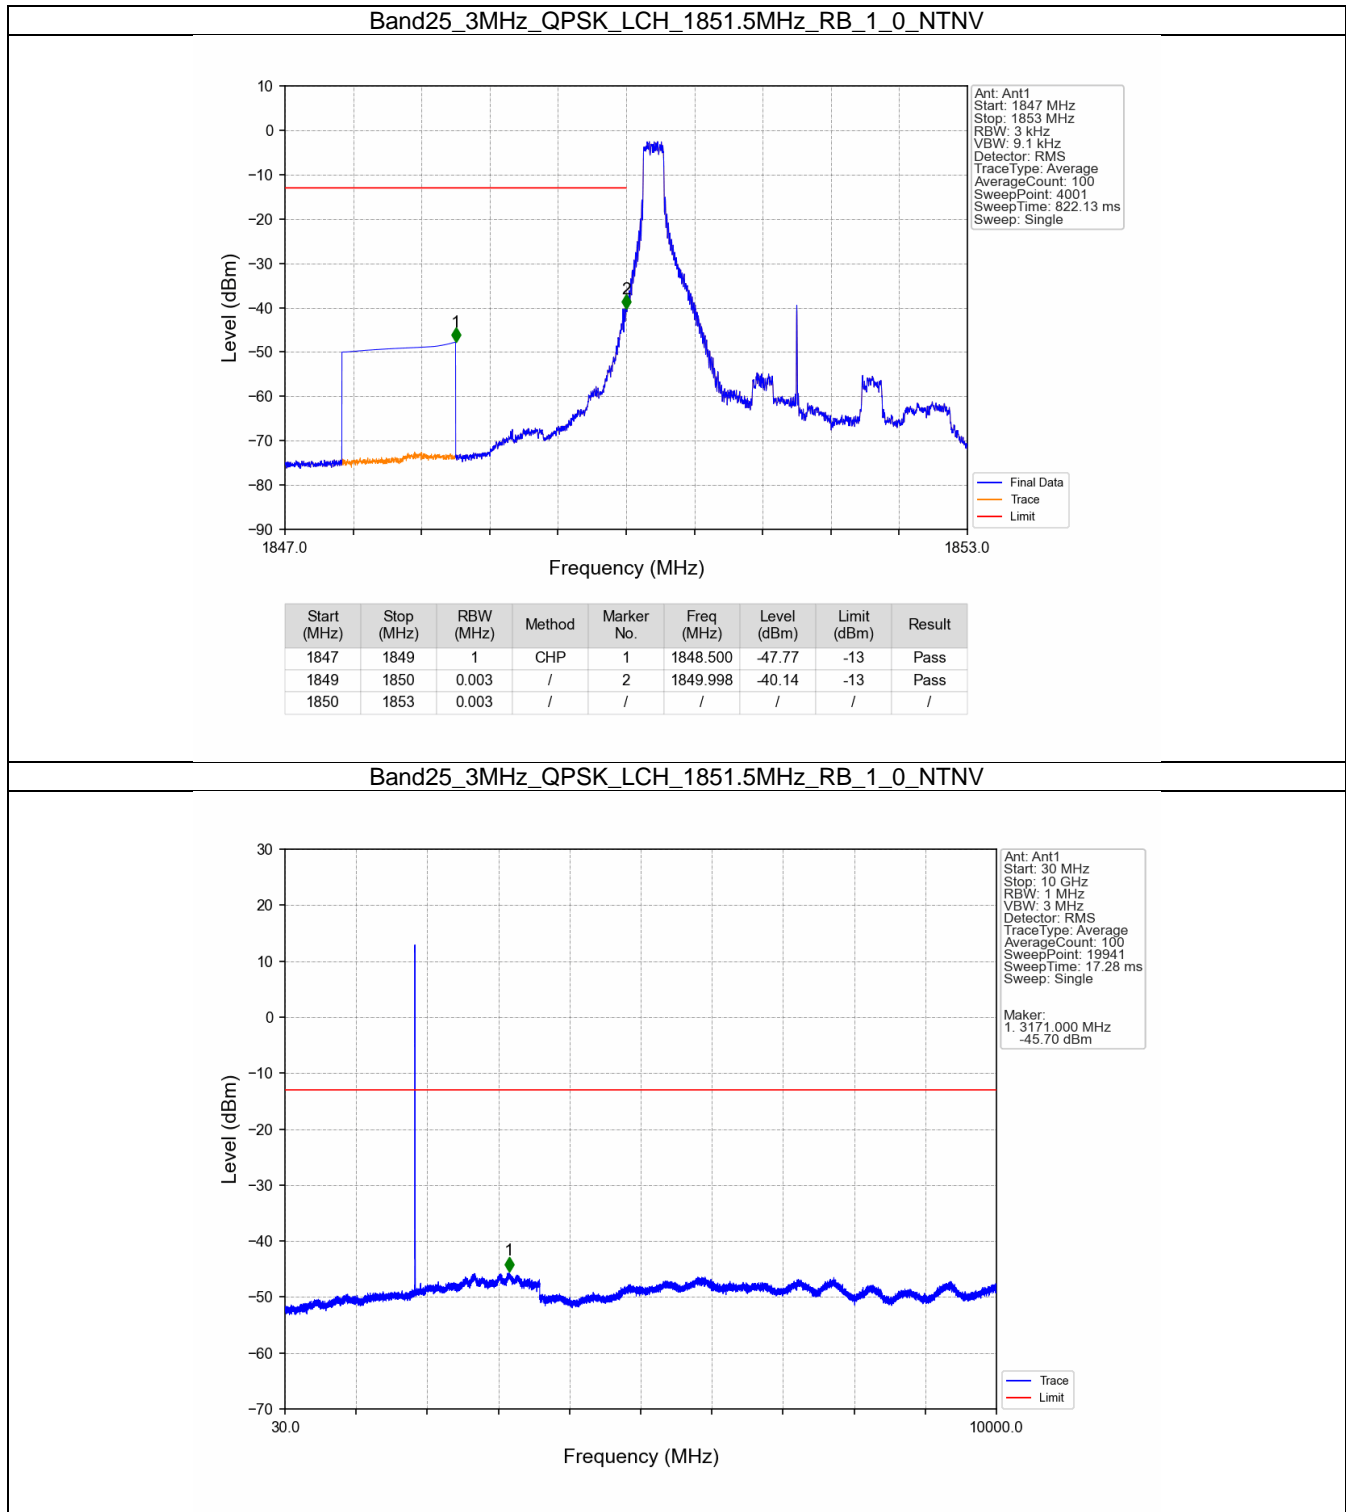 Band25_3MHz_QPSK_LCH_1851.5MHz_RB_1_0_NTNV
10
0
−10
−20
−30
−40
−50
−60
−70
−80
−90
Level (dBm)
1
2
1847.0
1853.0
Frequency (MHz)
Ant: Ant1
Start: 1847 MHz
Stop: 1853 MHz
RBW: 3 kHz
VBW: 9.1 kHz
Detector: RMS
TraceType: Average
AverageCount: 100
SweepPoint: 4001
SweepTime: 822.13 ms
Sweep: Single
Final Data
Trace
Limit
Start (MHz) Stop (MHz) RBW (MHz) Method Marker No. Freq (MHz) Level (dBm) Limit (dBm) Result
1847 1849 1 CHP 1 1848.500 -47.77 -13 Pass
1849 1850 0.003 / 2 1849.998 -40.14 -13 Pass
1850 1853 0.003 / / / / / /
Band25_3MHz_QPSK_LCH_1851.5MHz_RB_1_0_NTNV
30
20
10
0
−10
−20
−30
−40
−50
−60
−70
Level (dBm)
1
30.0
10000.0
Frequency (MHz)
Ant: Ant1
Start: 30 MHz
Stop: 10 GHz
RBW: 1 MHz
VBW: 3 MHz
Detector: RMS
TraceType: Average
AverageCount: 100
SweepPoint: 19941
SweepTime: 17.28 ms
Sweep: Single
Maker:
1. 3171.000 MHz
-45.70 dBm
Trace
Limit